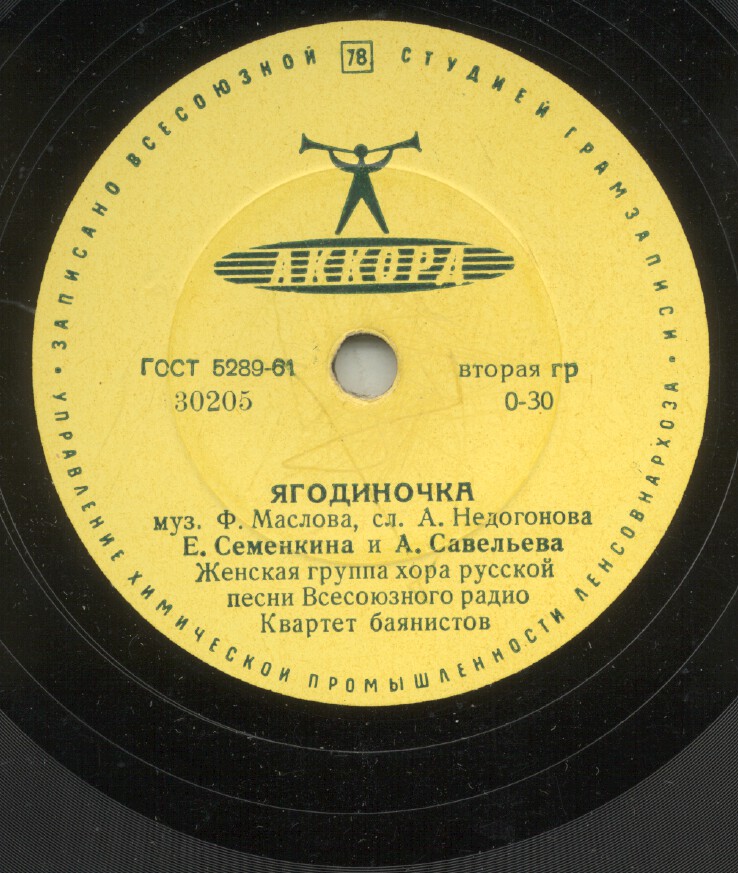 ЗАПИСАНО ВСЕСОЮЗНОЙ 78 СТУДИЕЙ ГРАМЗАПИСИ •
АККОРД
ГОСТ 5289-61
вторая гр
30205
0-30
ЯГОДИНОЧКА
муз. Ф. Маслова, сл. А. Недогонова
Е. Семенкина и А. Савельева
Женская группа хора русской
песни Всесоюзного радио
Квартет баянистов
УПРАВЛЕНИЕ ХИМИЧЕСКОЙ ПРОМЫШЛЕННОСТИ ЛЕНСОВНАРХОЗА •